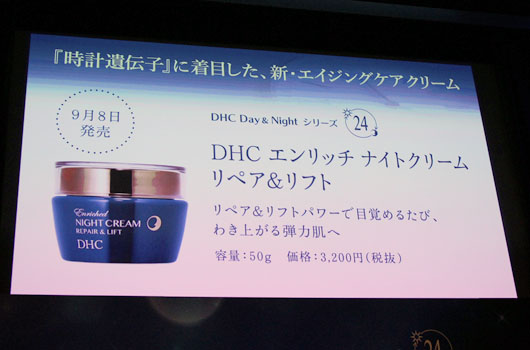 『時計遺伝子』に着目した、新・エイジングケアクリーム
9月8日
発売
DHC Day & Night シリーズ
24
DHC エンリッチ ナイトクリーム
リペア&リフト
リペア&リフトパワーで目覚めるたび、
わき上がる弾力肌へ
容量：50g　価格：3,200円（税抜）
Enriched
NIGHT CREAM
REPAIR & LIFT
DHC
24